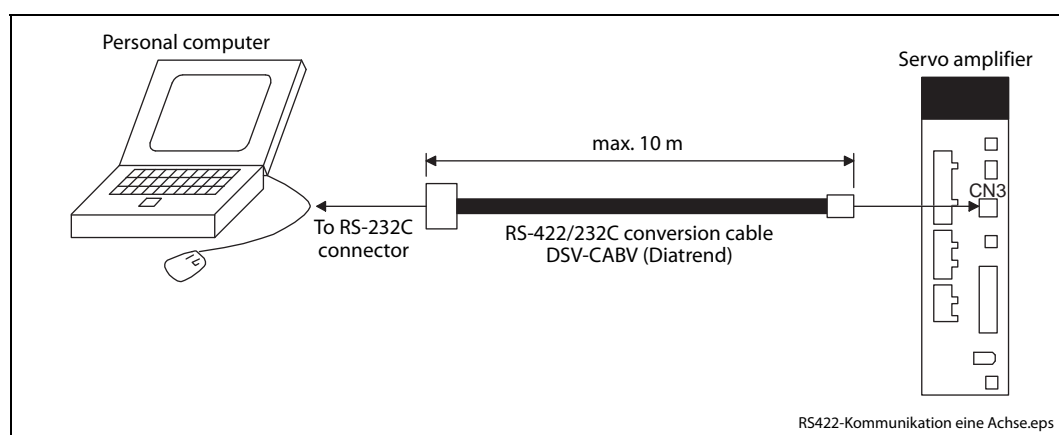 Personal computer
Servo amplifier
max. 10 m
CN3
To RS-232C
connector
RS-422/232C conversion cable
DSV-CABV (Diatrend)
RS422-Kommunikation eine Achse.eps